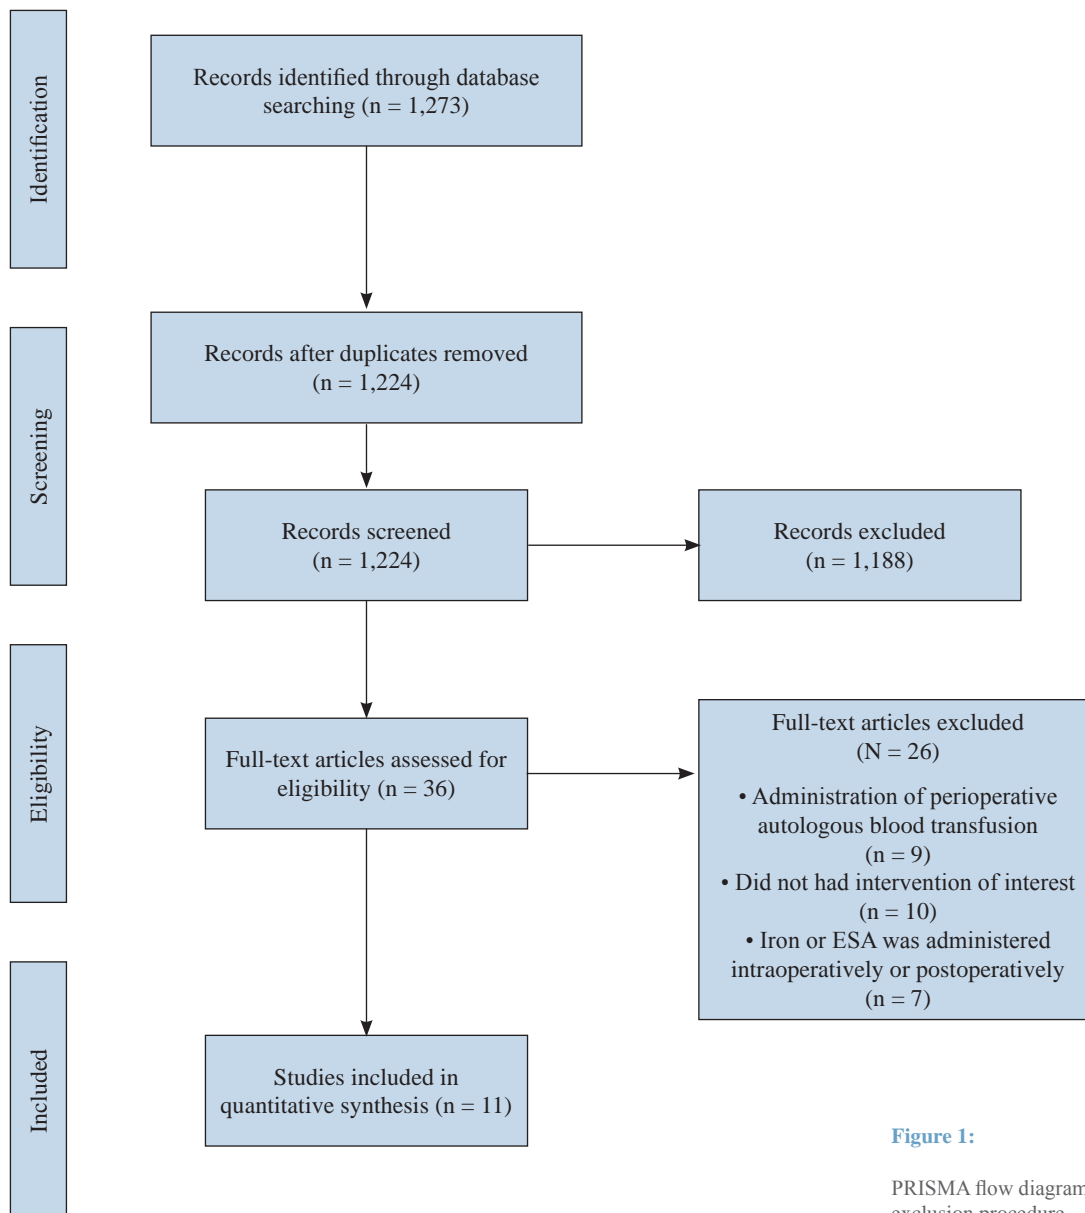 Identification
Records identified through database
searching (n = 1,273)
Records after duplicates removed
(n = 1,224)
Screening
Records screened
(n = 1,224)
Records excluded
(n = 1,188)
Eligibility
Full-text articles assessed for
eligibility (n = 36)
Full-text articles excluded
(N = 26)
• Administration of perioperative
autologous blood transfusion
(n = 9)
• Did not had intervention of interest
(n = 10)
• Iron or ESA was administered
intraoperatively or postoperatively
(n = 7)
Included
Studies included in
quantitative synthesis (n = 11)
Figure 1:
PRISMA flow diagram
exclusion procedure